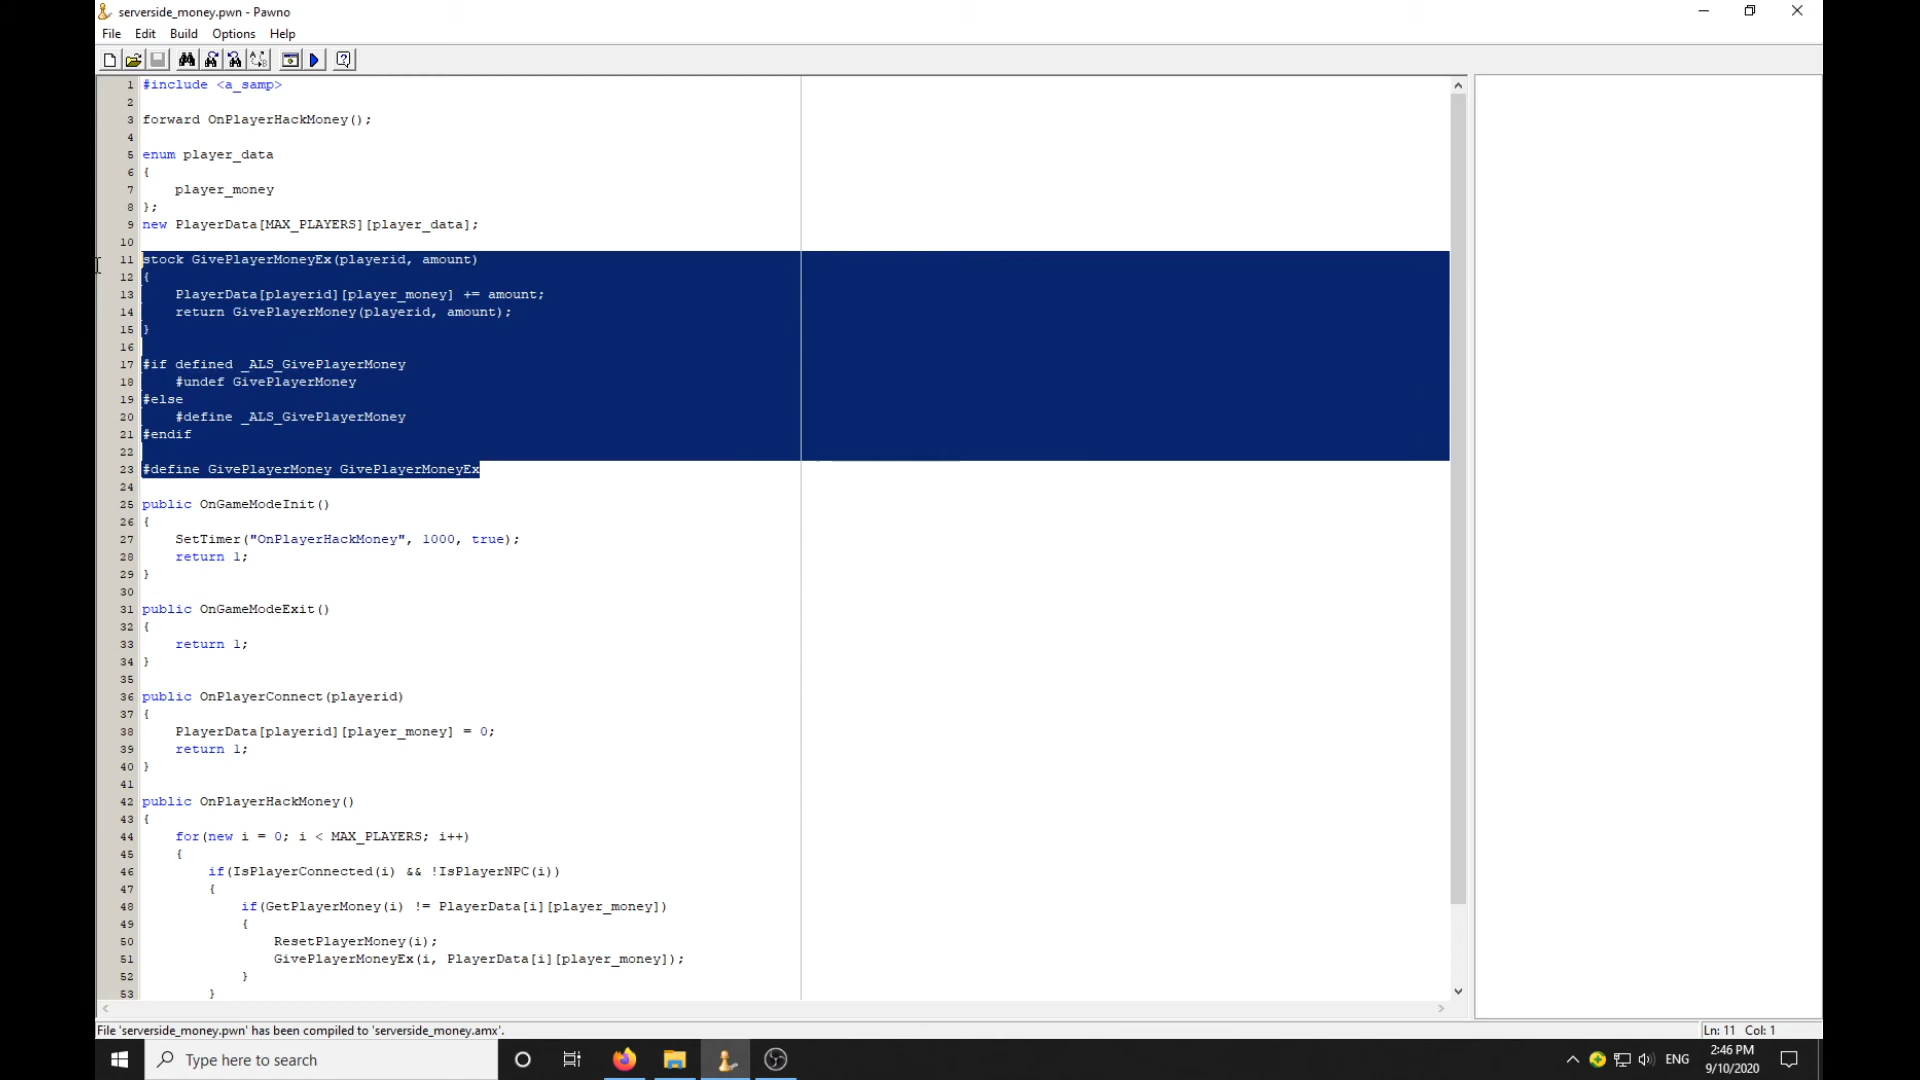 serverside_money.pwn - Pawno
File Edit Build Options Help
1 #include <a_samp>
2
3 forward OnPlayerHackMoney();
4
5 enum player_data
6 {
7 player_money
8 };
9 new PlayerData[MAX_PLAYERS][player_data];
10
11 stock GivePlayerMoneyEx(playerid, amount)
12 {
13 PlayerData[playerid][player_money] += amount;
14 return GivePlayerMoney(playerid, amount);
15 }
16
17 #if defined _ALS_GivePlayerMoney
18 #undef GivePlayerMoney
19 #else
20 #define _ALS_GivePlayerMoney
21 #endif
22
23 #define GivePlayerMoney GivePlayerMoneyEx
24
25 public OnGameModeInit()
26 {
27 SetTimer("OnPlayerHackMoney", 1000, true);
28 return 1;
29 }
30
31 public OnGameModeExit()
32 {
33 return 1;
34 }
35
36 public OnPlayerConnect(playerid)
37 {
38 PlayerData[playerid][player_money] = 0;
39 return 1;
40 }
41
42 public OnPlayerHackMoney()
43 {
44 for(new i = 0; i < MAX_PLAYERS; i++)
45 {
46 if(IsPlayerConnected(i) && !IsPlayerNPC(i))
47 {
48 if(GetPlayerMoney(i) != PlayerData[i][player_money])
49 {
50 ResetPlayerMoney(i);
51 GivePlayerMoneyEx(i, PlayerData[i][player_money]);
52 }
53 }
File 'serverside_money.pwn' has been compiled to 'serverside_money.amx'.
Ln: 11 Col: 1
Type here to search
ENG
2:46 PM
9/10/2020